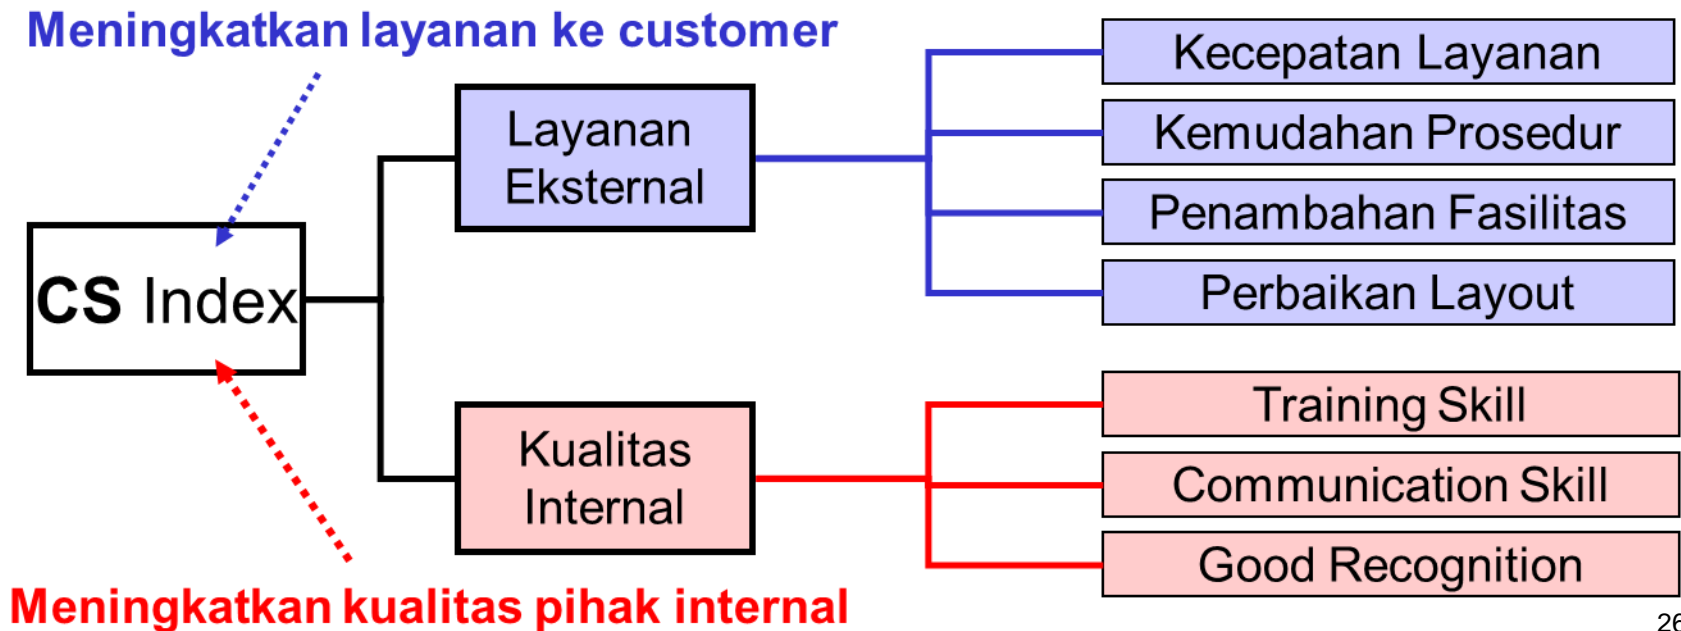 Meningkatkan layanan ke customer
CS Index
Layanan
Eksternal
Kecepatan Layanan
Kemudahan Prosedur
Penambahan Fasilitas
Perbaikan Layout
Kualitas
Internal
Training Skill
Communication Skill
Good Recognition
Meningkatkan kualitas pihak internal
26